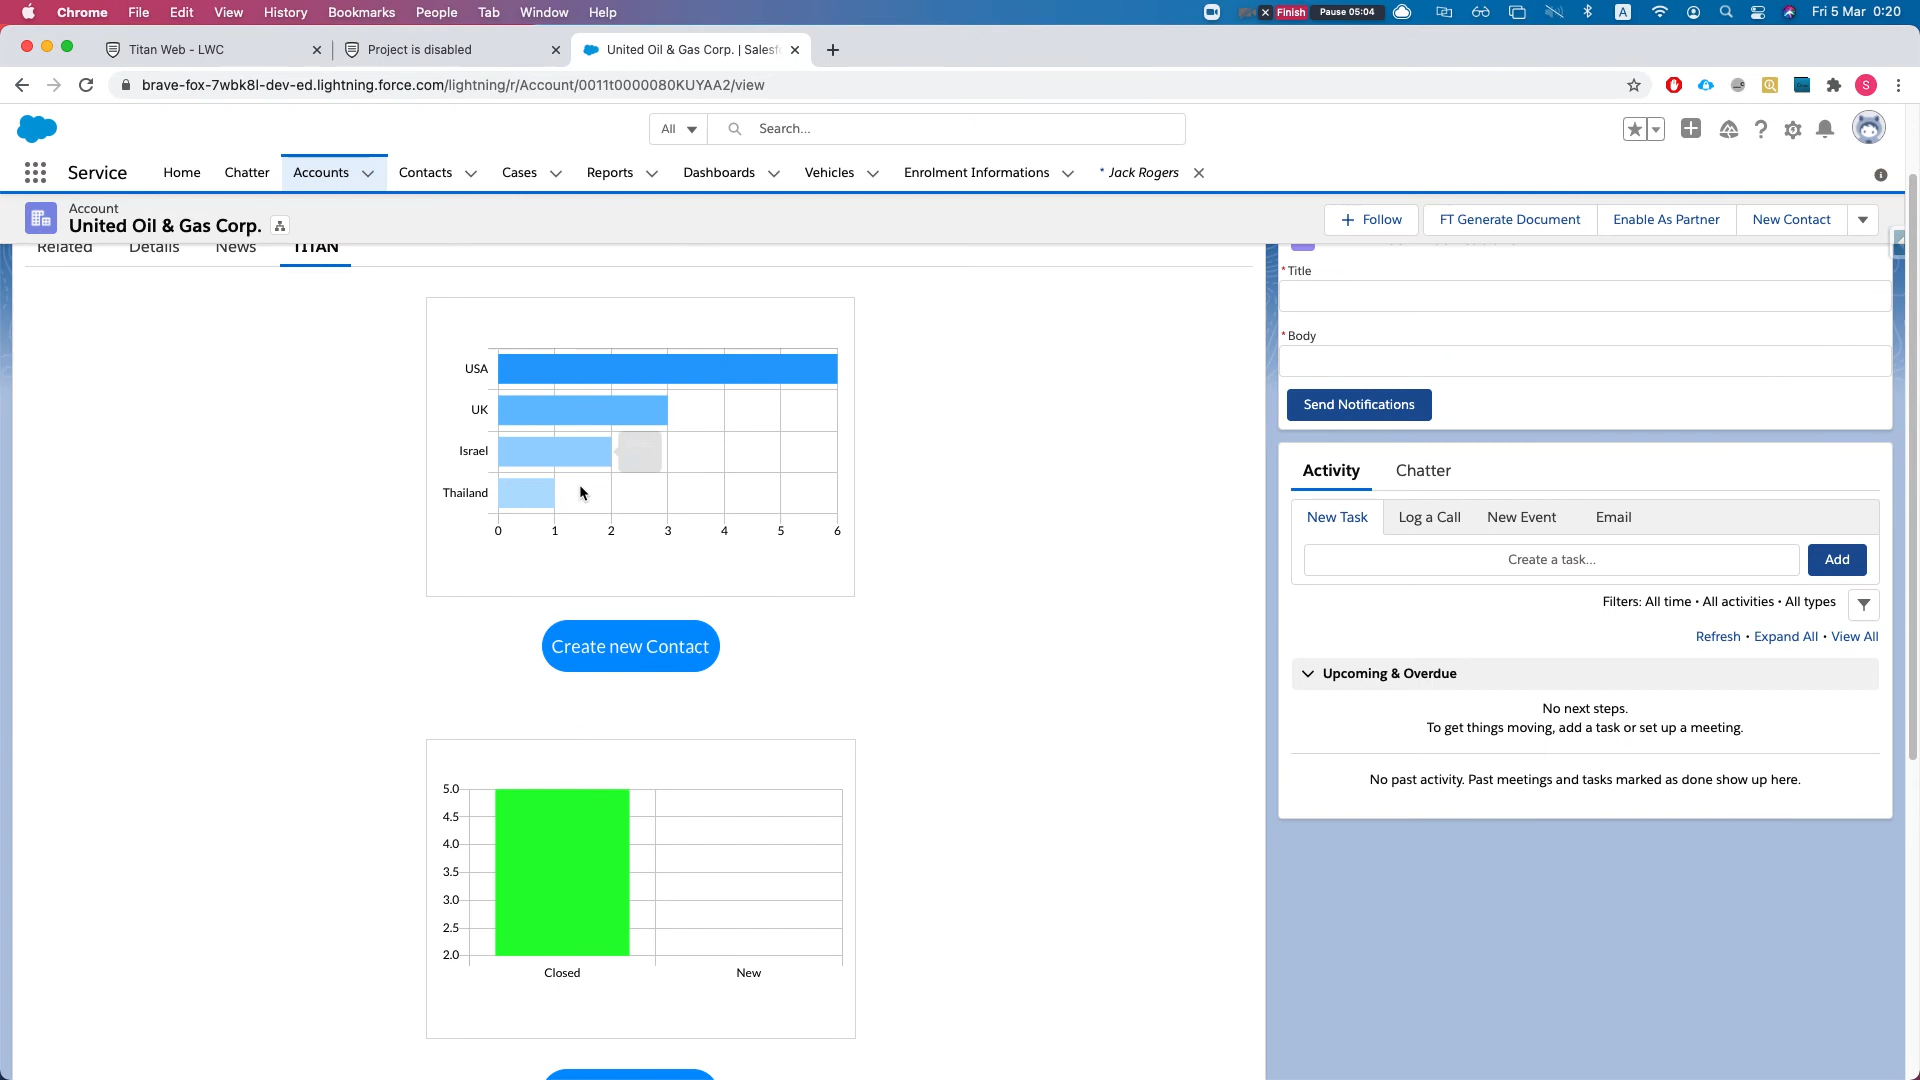 Chrome File Edit View History Bookmarks People Tab Window Help Finish Pause 05:04 A Fri 5 Mar 0:20
Titan Web - LWC Project is disabled United Oil & Gas Corp. | Salesf
brave-fox-7wbk8l-dev-ed.lightning.force.com/lightning/r/Account/0011t0000080KUYAA2/view S
All Search...
Service Home Chatter Accounts Contacts Cases Reports Dashboards Vehicles Enrolment Informations * Jack Rogers
Account
United Oil & Gas Corp.
+ Follow FT Generate Document Enable As Partner New Contact
Related Details News TITAN
USA
UK
Israel
Thailand
0 1 2 3 4 5 6
Create new Contact
5.0
4.5
4.0
3.5
3.0
2.5
2.0
Closed New
* Title
* Body
Send Notifications
Activity Chatter
New Task Log a Call New Event Email
Create a task... Add
Filters: All time • All activities • All types
Refresh • Expand All • View All
Upcoming & Overdue
No next steps.
To get things moving, add a task or set up a meeting.
No past activity. Past meetings and tasks marked as done show up here.